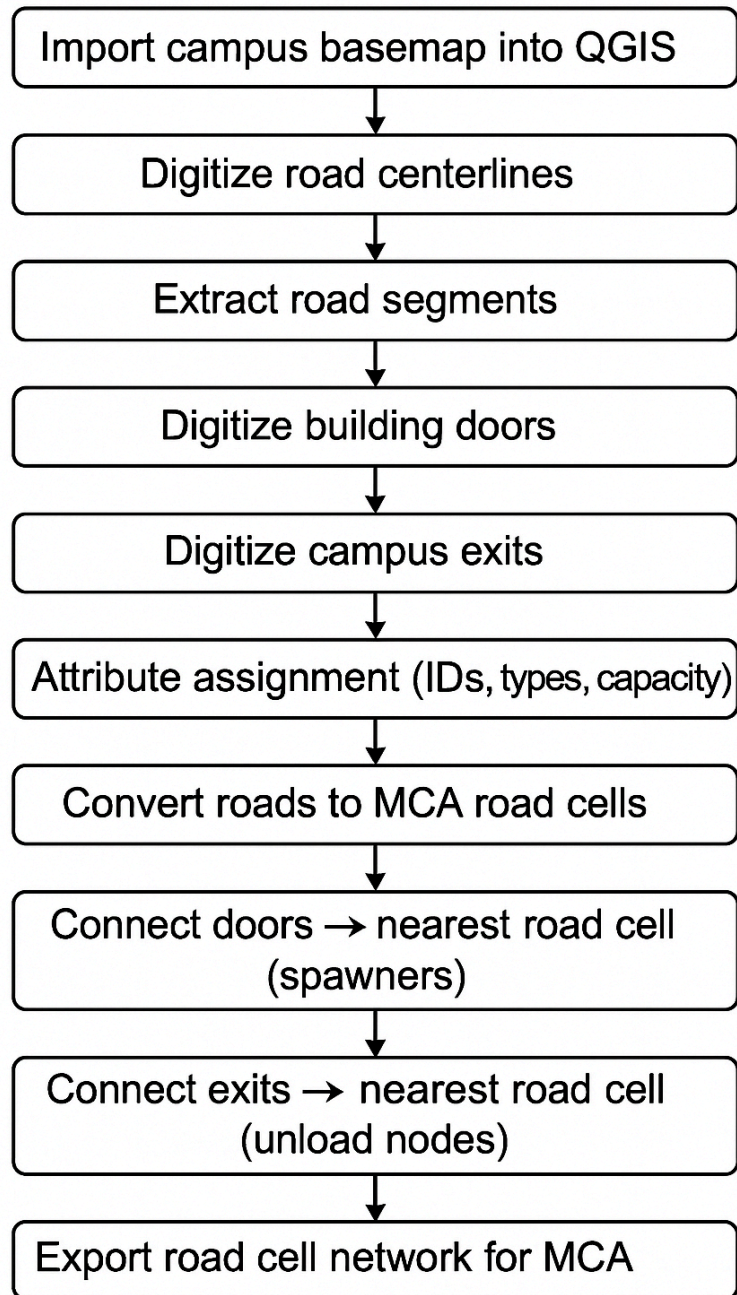 Import campus basemap into QGIS
Digitize road centerlines
Extract road segments
Digitize building doors
Digitize campus exits
Attribute assignment (IDs, types, capacity)
Convert roads to MCA road cells
Connect doors → nearest road cell
(spawners)
Connect exits → nearest road cell
(unload nodes)
Export road cell network for MCA